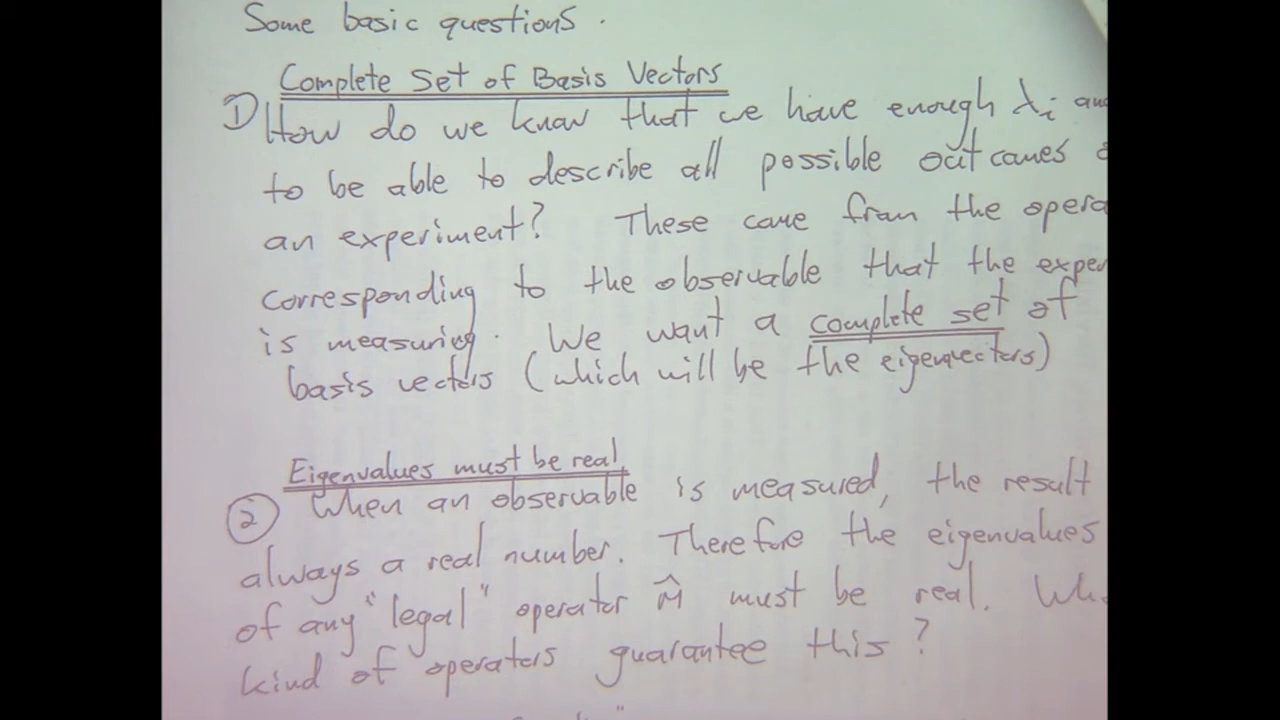 Some basic questions.
Complete Set of Basis Vectors
1) How do we know that we have enough λi
to be able to describe all possible outcomes
an experiment? These come from the
corresponding to the observable that the
is measuring. We want a complete set of
basis vectors (which will be the eigenvectors)
Eigenvalues must be real
2 When an observable is measured, the result
always a real number. Therefore the eigenvalues
of any "legal" operator M̂ must be real.
kind of operators guarantee this?